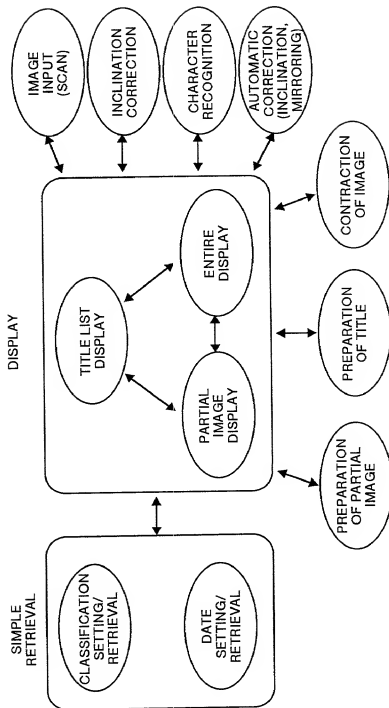 SIMPLE
RETRIEVAL
CLASSIFICATION
SETTING/
RETRIEVAL
DATE
SETTING/
RETRIEVAL
DISPLAY
TITLE LIST
DISPLAY
PARTIAL
IMAGE
DISPLAY
ENTIRE
DISPLAY
IMAGE
INPUT
(SCAN)
INCLINATION
CORRECTION
CHARACTER
RECOGNITION
AUTOMATIC
CORRECTION
(INCLINATION,
MIRRORING)
PREPARATION
OF PARTIAL
IMAGE
PREPARATION
OF TITLE
CONTRACTION
OF IMAGE